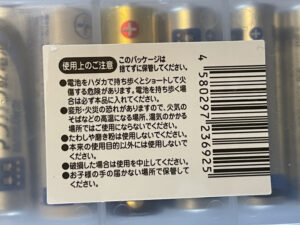 使用上のご注意
このパッケージは
捨てずに保管してください。
●電池をハダカで持ち歩くとショートして火
傷する危険があります。電池を持ち歩く場
合は必ず本品に入れてください。
●変形・火災の恐れがありますので、火気の
そばなどの高温になる場所、湯気のかかる
場所ではご使用にならないでください。
●たわしや磨き粉は使用しないでください。
●本来の使用目的以外には使用しないで
ください。
●破損した場合は使用を中止してください。
●お子様の手の届かない場所で保管して
ください。
4 580297 236925